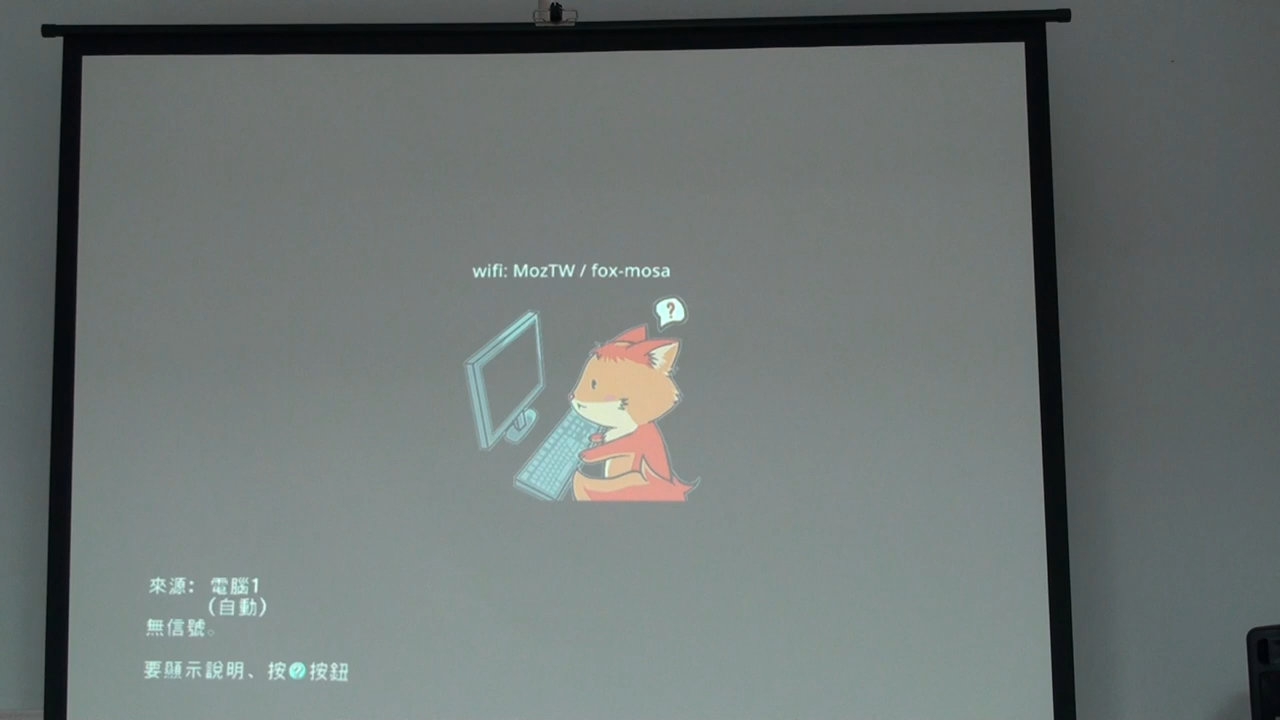 wifi: MozTW / fox-mosa
?
來源: 電腦1
(自動)
無信號。
要顯示說明、按?按鈕